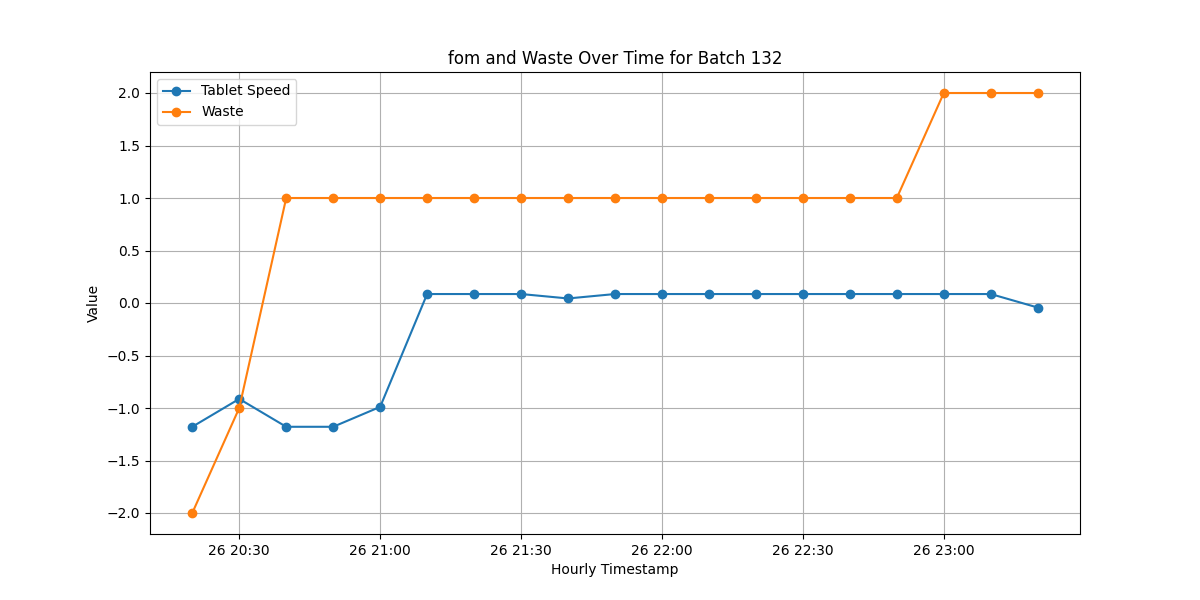 fom and Waste Over Time for Batch 132
Tablet Speed
Waste
2.0
1.5
1.0
0.5
0.0
−0.5
−1.0
−1.5
−2.0
Value
26 20:30 26 21:00 26 21:30 26 22:00 26 22:30 26 23:00
Hourly Timestamp